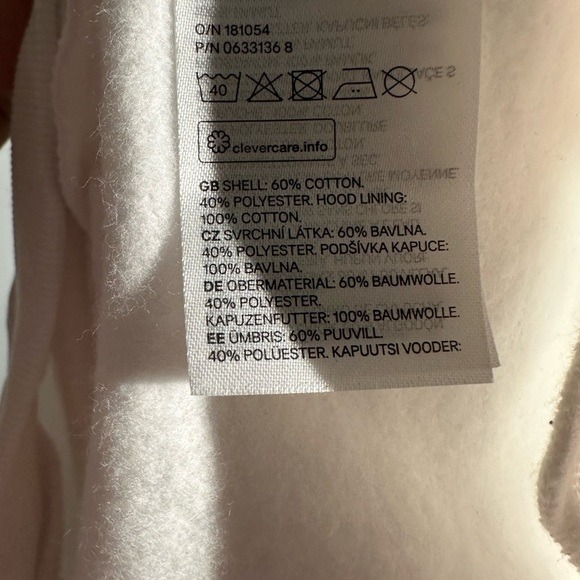 O/N 181054
P/N 0633136 8
40
clevercare.info
GB SHELL: 60% COTTON.
40% POLYESTER. HOOD LINING:
100% COTTON.
CZ SVRCHNÍ LÁTKA: 60% BAVLNA.
40% POLYESTER. PODŠÍVKA KAPUCE:
100% BAVLNA.
DE OBERMATERIAL: 60% BAUMWOLLE.
40% POLYESTER.
KAPUZENFUTTER: 100% BAUMWOLLE.
EE ÜMBRIS: 60% PUUVILL.
40% POLÜESTER. KAPUUTSI VOODER: